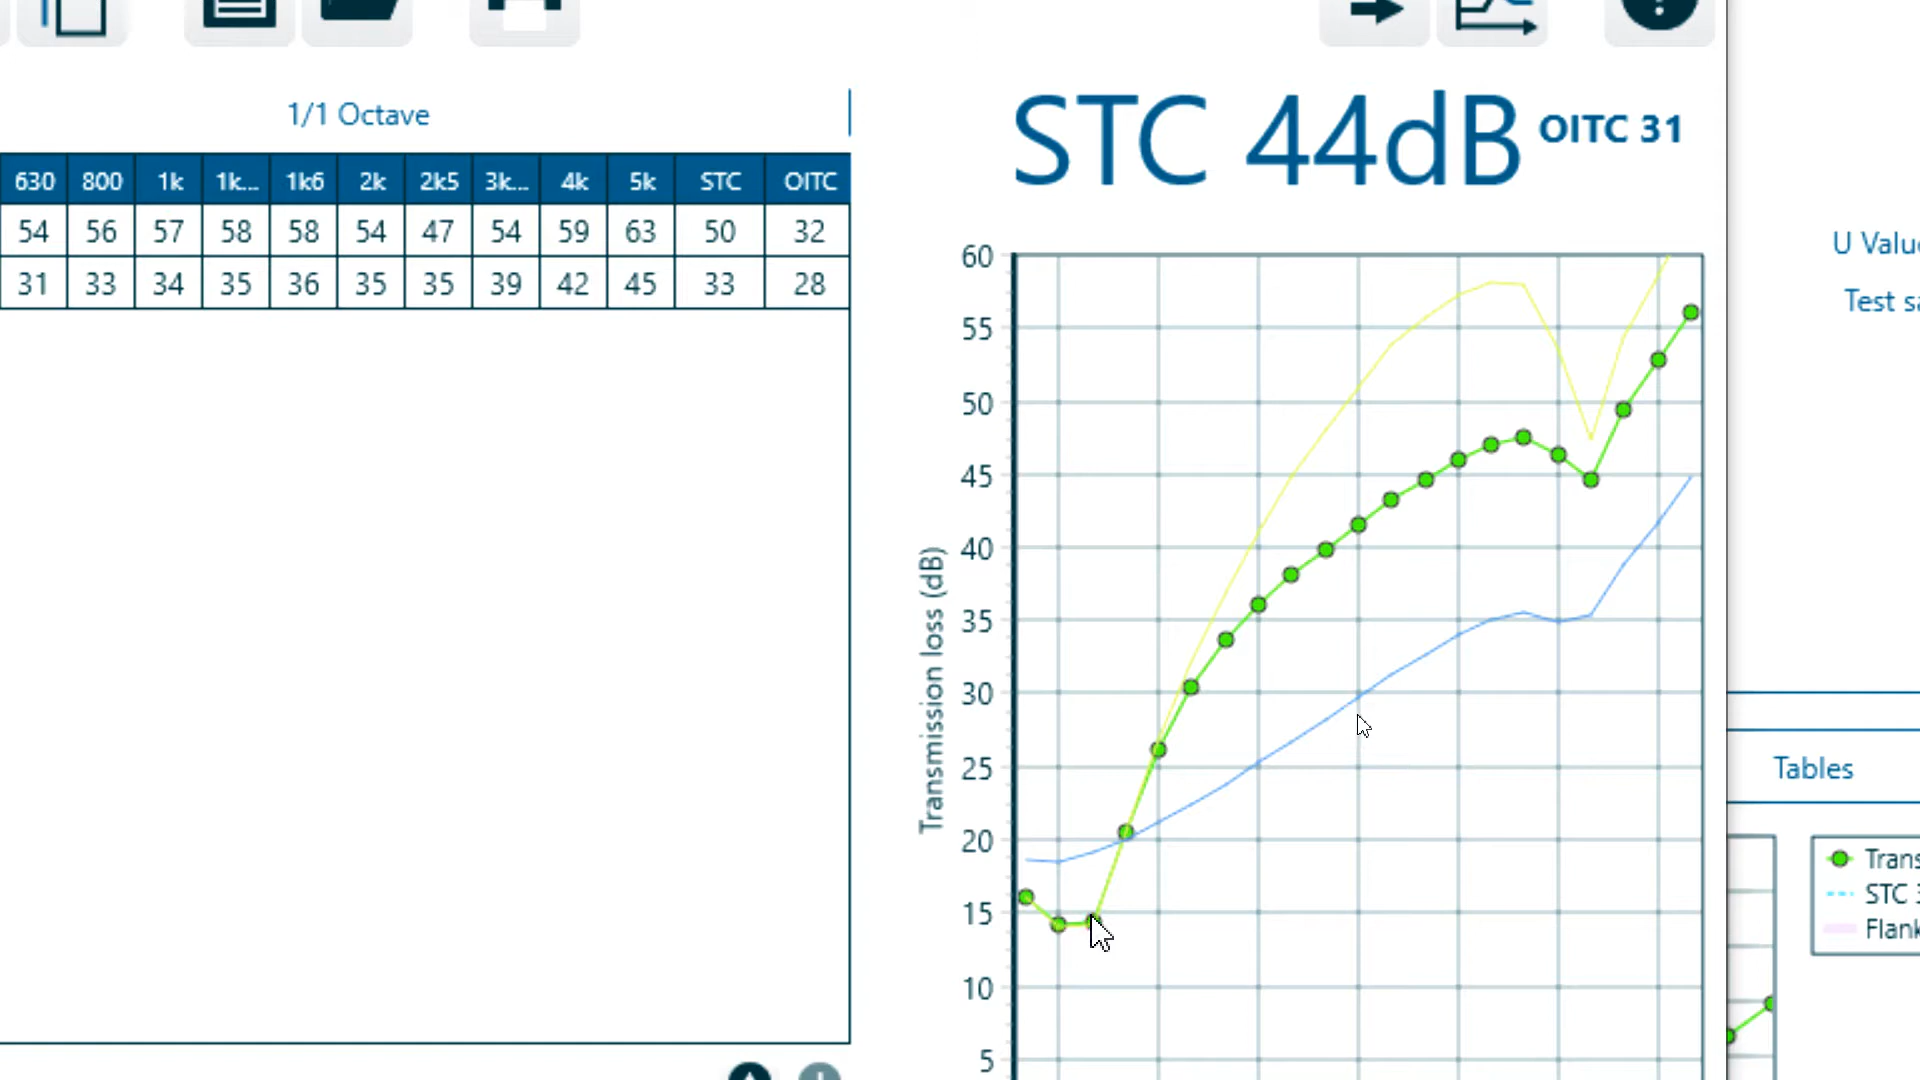 1/1 Octave
630 800 1k 1k... 1k6 2k 2k5 3k... 4k 5k STC OITC
54 56 57 58 58 54 47 54 59 63 50 32
31 33 34 35 36 35 35 39 42 45 33 28
STC 44dB OITC 31
Transmission loss (dB)
60
55
50
45
40
35
30
25
20
15
10
5
U Valu
Test sa
Tables
Trans
STC 3
Flank